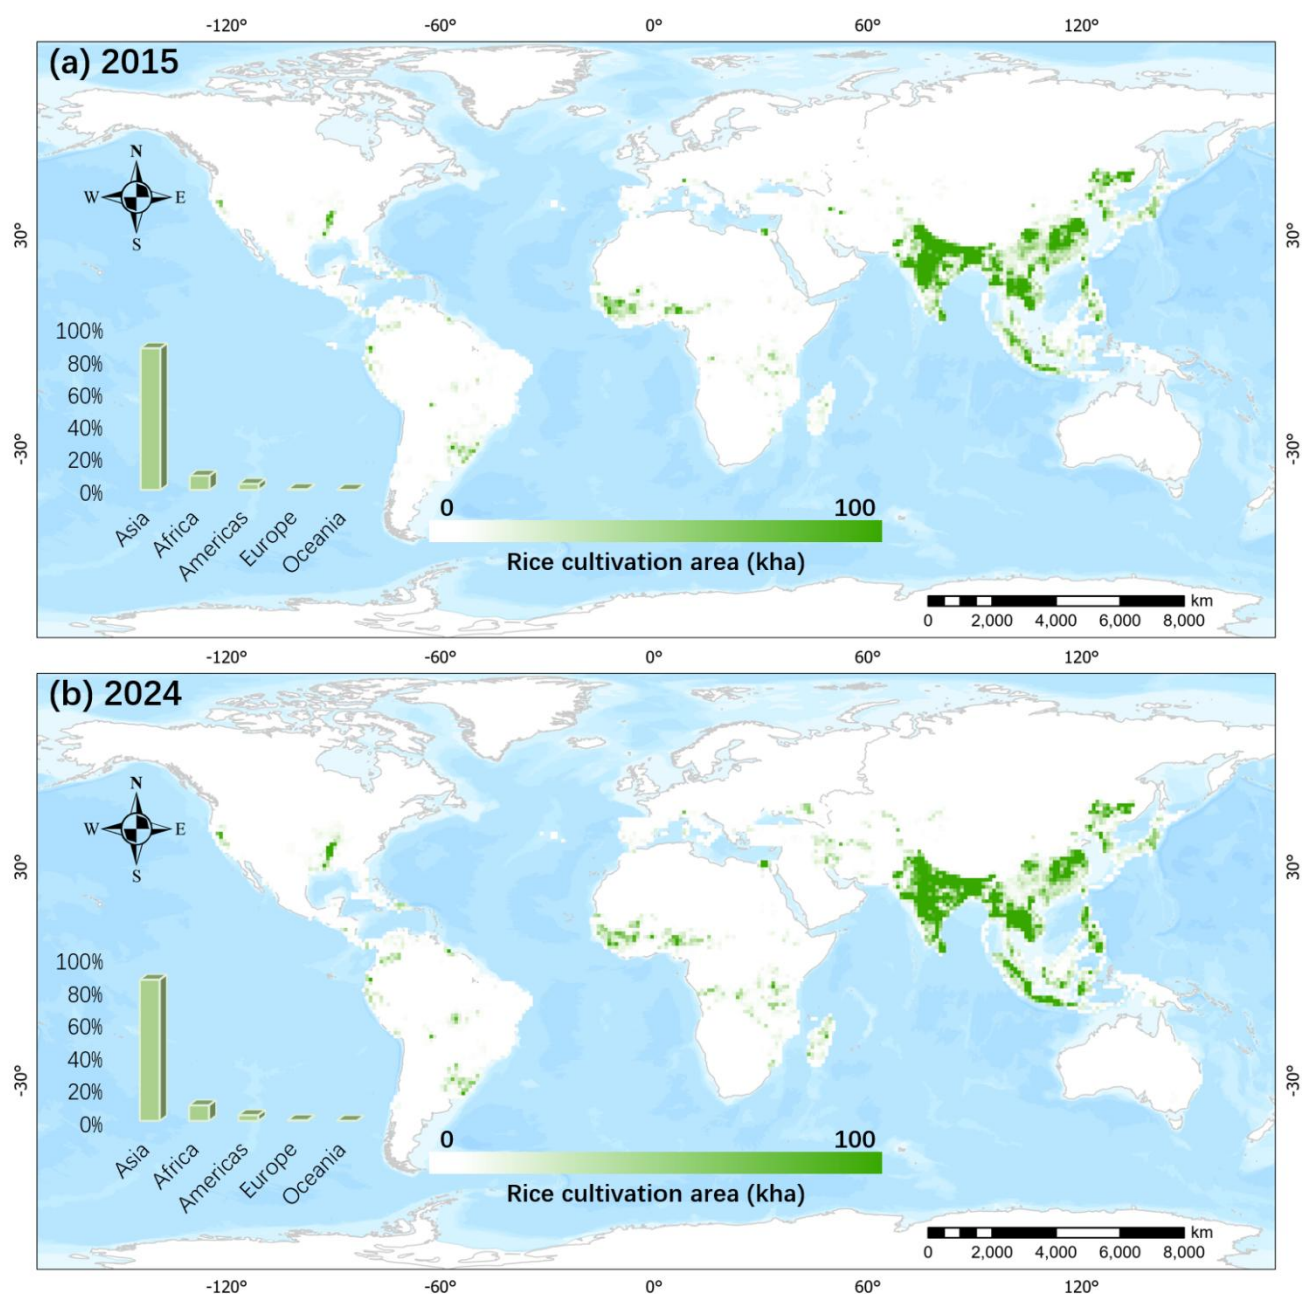 -120° -60° 0° 60° 120°
(a) 2015
N
W E
S
30° 30°
100%
80%
60%
40%
20%
0%
-30° -30°
Asia Africa Americas Europe Oceania
0 100
Rice cultivation area (kha)
km
0 2,000 4,000 6,000 8,000
-120° -60° 0° 60° 120°
(b) 2024
N
W E
S
30° 30°
100%
80%
60%
40%
20%
0%
-30° -30°
Asia Africa Americas Europe Oceania
0 100
Rice cultivation area (kha)
km
0 2,000 4,000 6,000 8,000
-120° -60° 0° 60° 120°